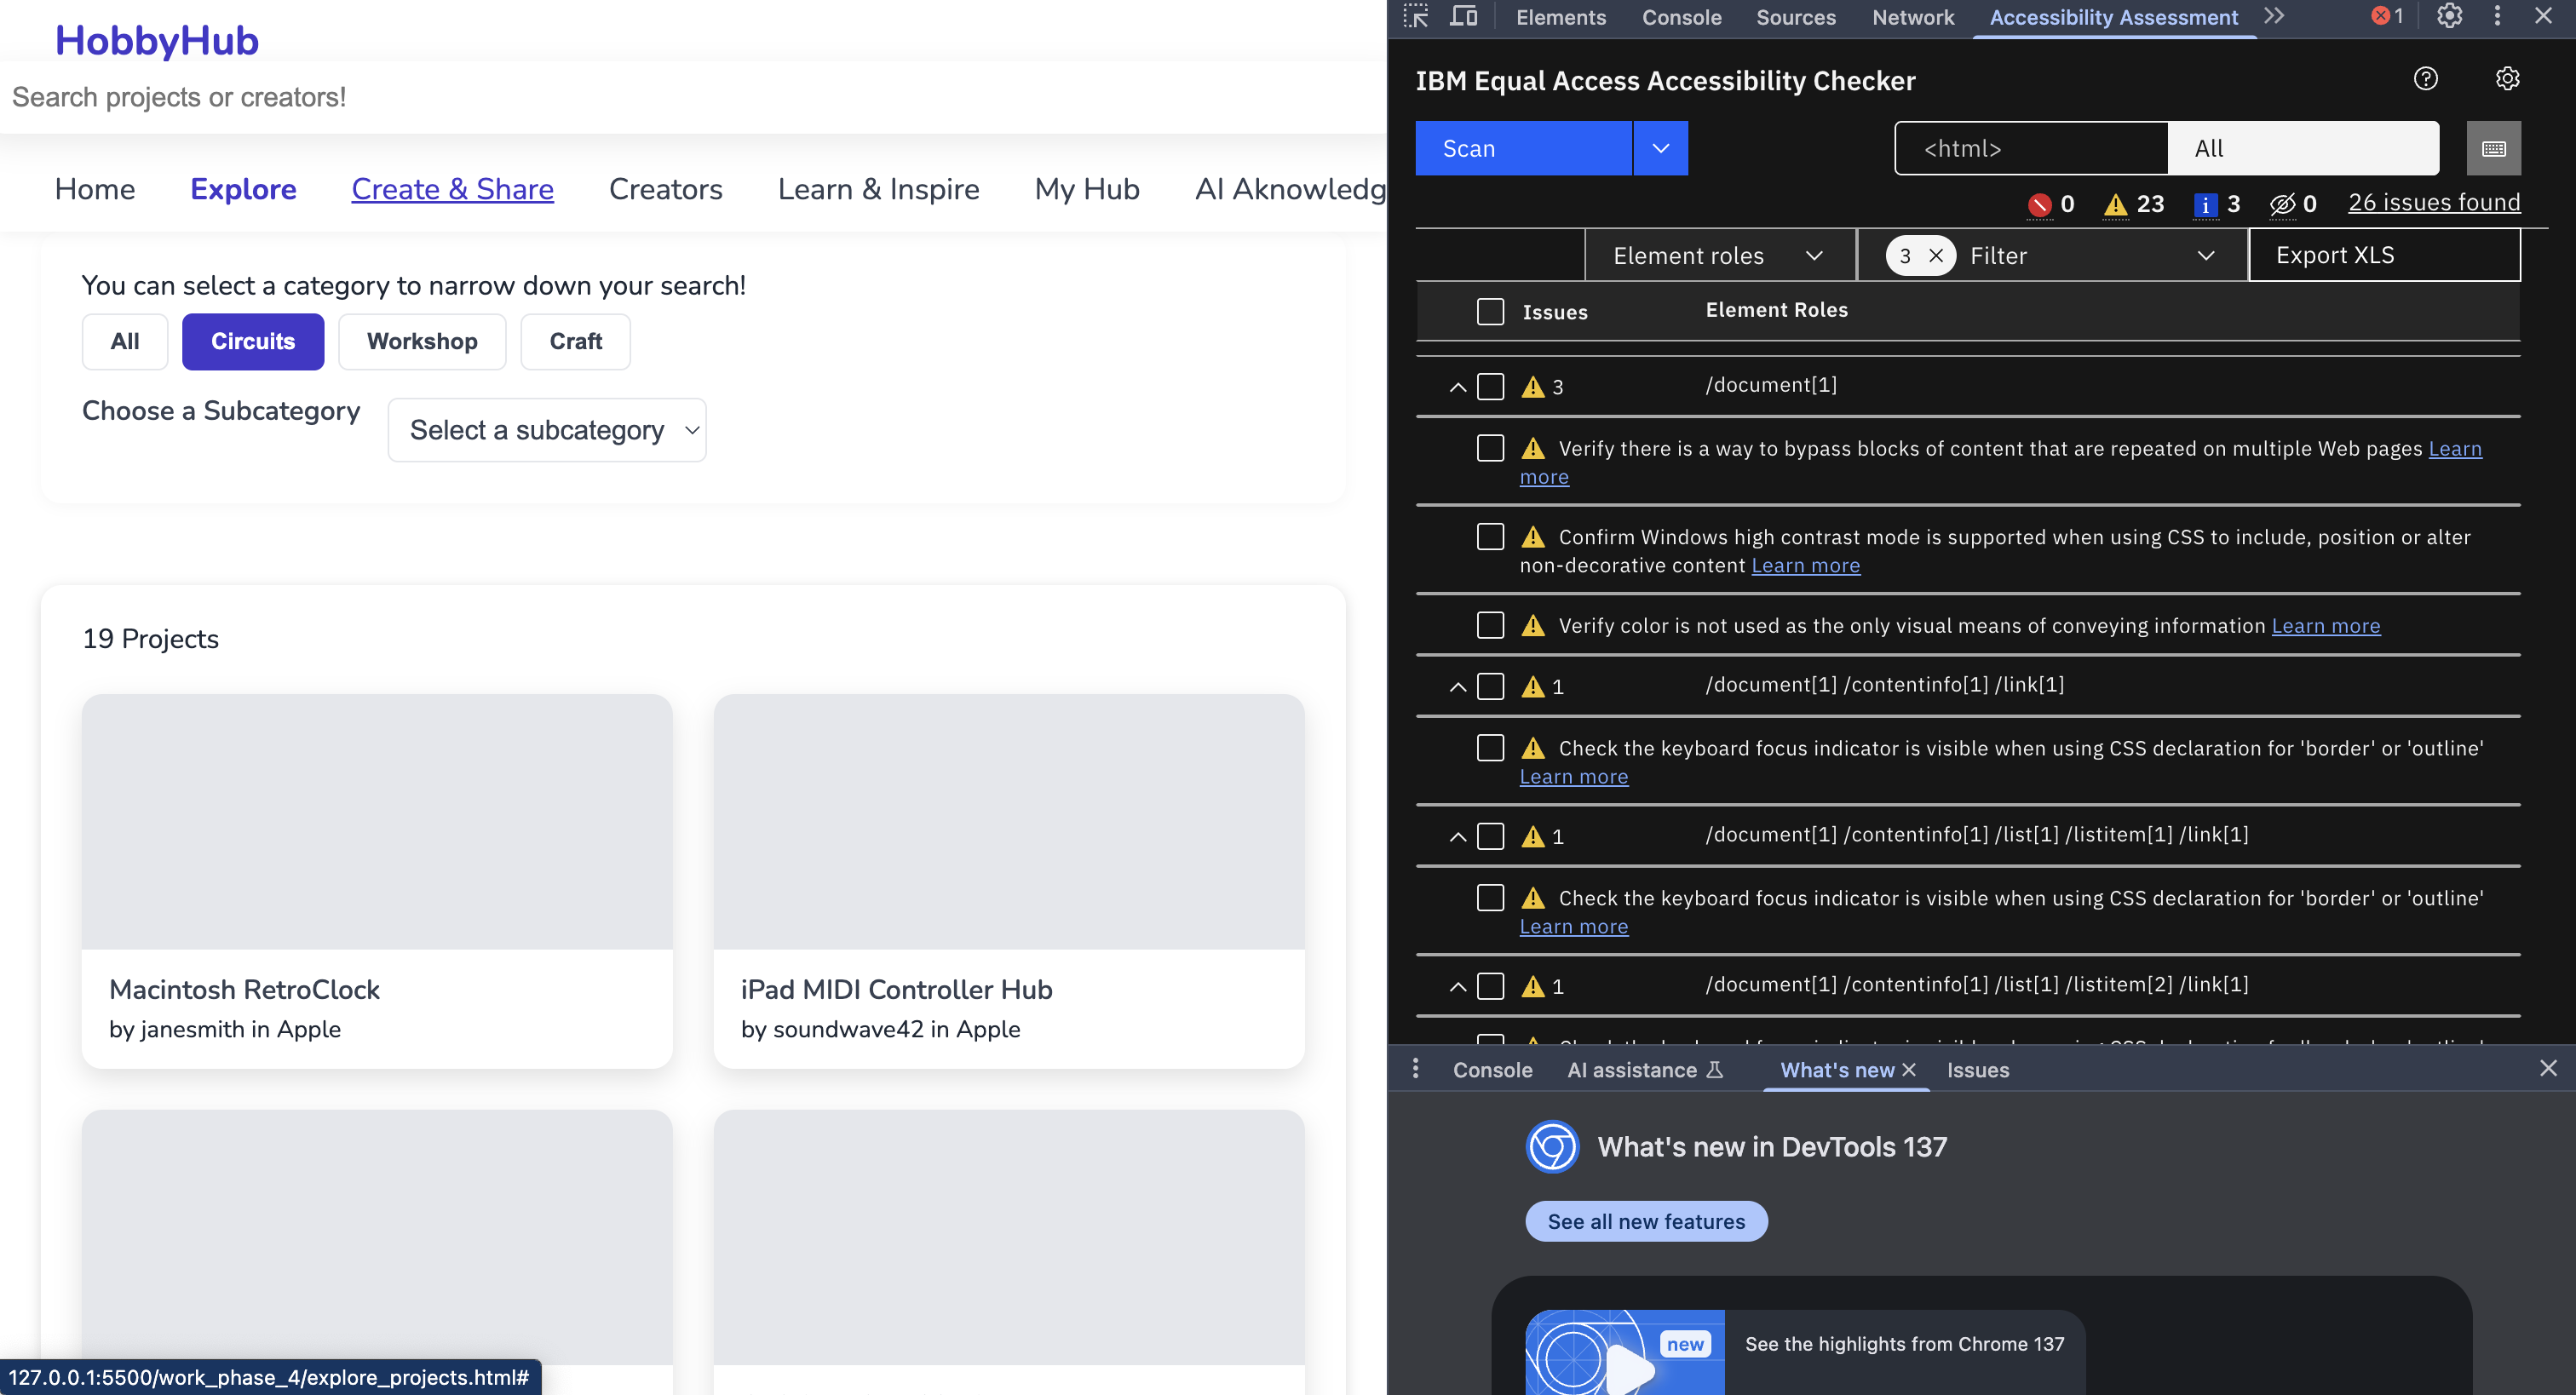 HobbyHub
Search projects or creators!
Home Explore Create & Share Creators Learn & Inspire My Hub AI Aknowledg
You can select a category to narrow down your search!
All Circuits Workshop Craft
Choose a Subcategory Select a subcategory
19 Projects
Macintosh RetroClock
by janesmith in Apple
iPad MIDI Controller Hub
by soundwave42 in Apple
127.0.0.1:5500/work_phase_4/explore_projects.html#
Elements Console Sources Network Accessibility Assessment 1
IBM Equal Access Accessibility Checker
Scan <html> All
0 23 i 3 0 26 issues found
Element roles 3 Filter Export XLS
Issues Element Roles
3 /document[1]
Verify there is a way to bypass blocks of content that are repeated on multiple Web pages Learn
more
Confirm Windows high contrast mode is supported when using CSS to include, position or alter
non-decorative content Learn more
Verify color is not used as the only visual means of conveying information Learn more
1 /document[1] /contentinfo[1] /link[1]
Check the keyboard focus indicator is visible when using CSS declaration for 'border' or 'outline'
Learn more
1 /document[1] /contentinfo[1] /list[1] /listitem[1] /link[1]
Check the keyboard focus indicator is visible when using CSS declaration for 'border' or 'outline'
Learn more
1 /document[1] /contentinfo[1] /list[1] /listitem[2] /link[1]
Console AI assistance What's new Issues
What's new in DevTools 137
See all new features
new See the highlights from Chrome 137